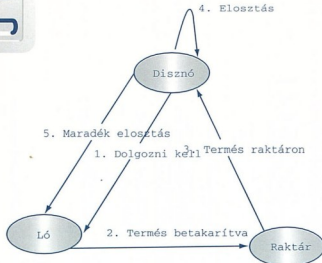 4. Elosztás
Disznó
5. Maradék elosztás
1. Dolgozni kell
3. Termés raktáron
Ló
2. Termés betakarítva
Raktár